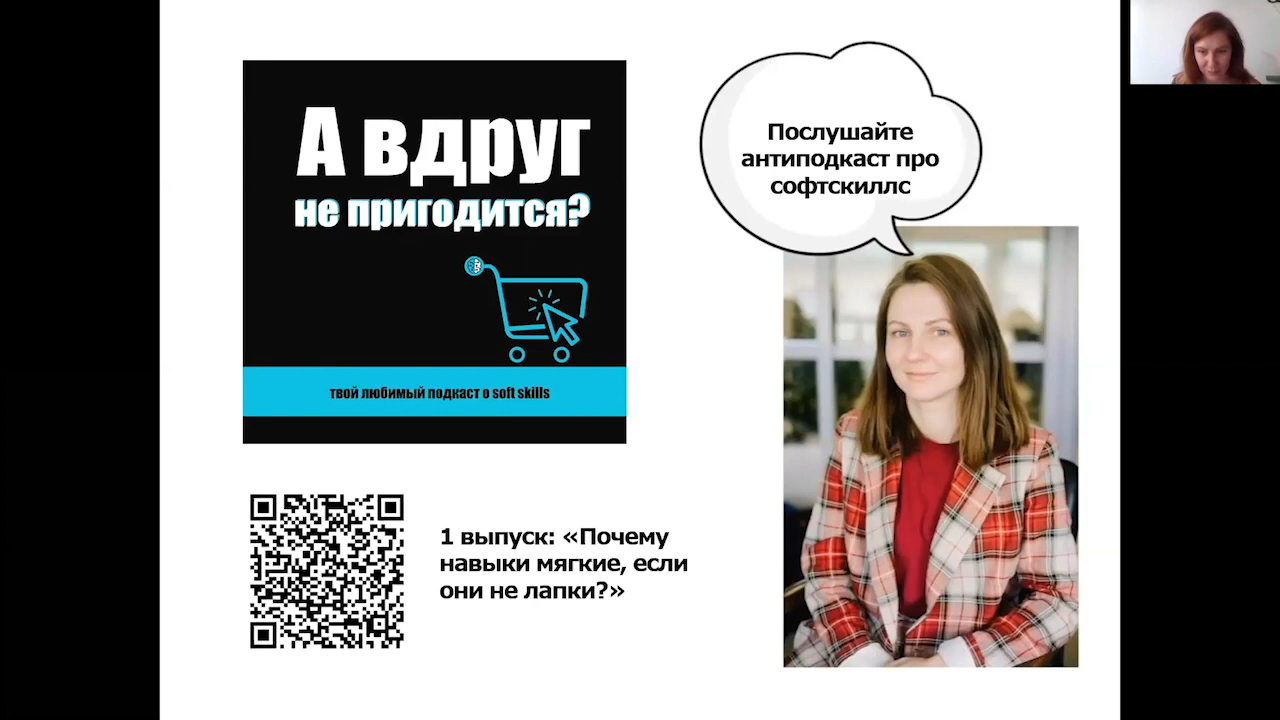 А вдруг
не пригодится?
твой любимый подкаст о soft skills
Послушайте
антиподкаст про
софтскиллс
1 выпуск: «Почему
навыки мягкие, если
они не лапки?»